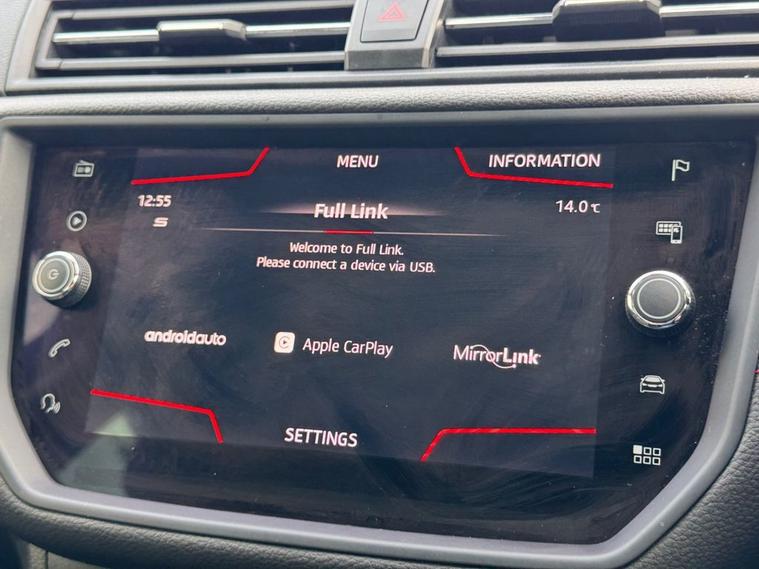 MENU
INFORMATION
12:55
14.0°C
Full Link
Welcome to Full Link.
Please connect a device via USB.
androidauto
Apple CarPlay
MirrorLink
SETTINGS